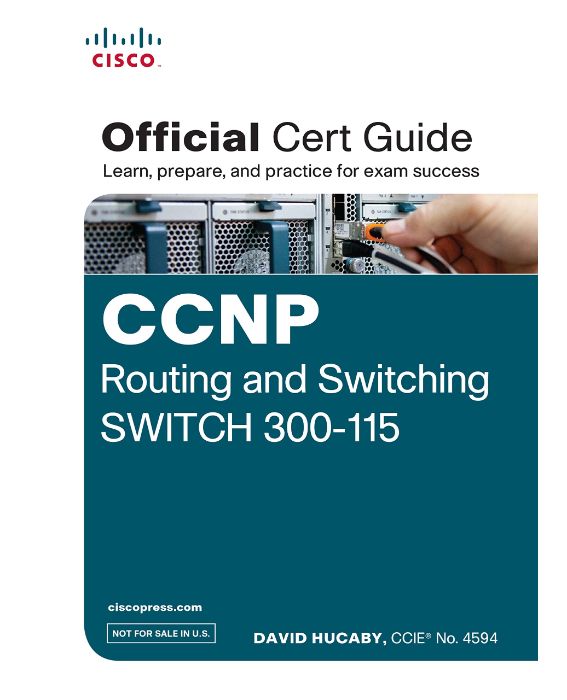 CISCO
Official Cert Guide
Learn, prepare, and practice for exam success
CCNP
Routing and Switching
SWITCH 300-115
ciscopress.com
NOT FOR SALE IN U.S.
DAVID HUCABY, CCIE® No. 4594